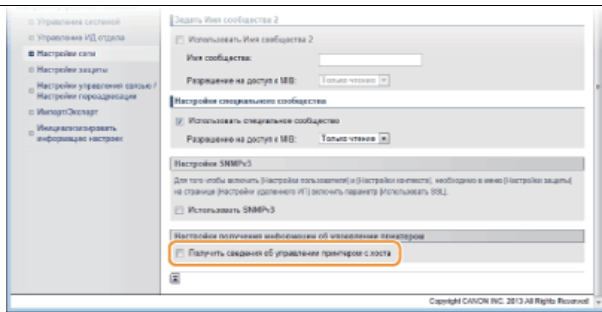 Управление системой
Управление ИД отдела
Настройки сети
Настройки защиты
Настройки управления связью /
Настройки переадресации
Импорт/Экспорт
Инициализировать
информацию настроек
Задать Имя сообщества 2
Использовать Имя сообщества 2
Имя сообщества:
Разрешение на доступ к MIB: Только чтение
Настройки специального сообщества
Использовать специальное сообщество
Разрешение на доступ к MIB: Только чтение
Настройки SNMPv3
Для того чтобы включить [Настройки пользователя] и [Настройки контекста], необходимо в меню [Настройки защиты]
на странице [Настройки удаленного ИП] включить параметр [Использовать SSL].
Использовать SNMPv3
Настройки получения информации об управлении принтером
Получить сведения об управлении принтером с хоста
Copyright CANON INC. 2013 All Rights Reserved